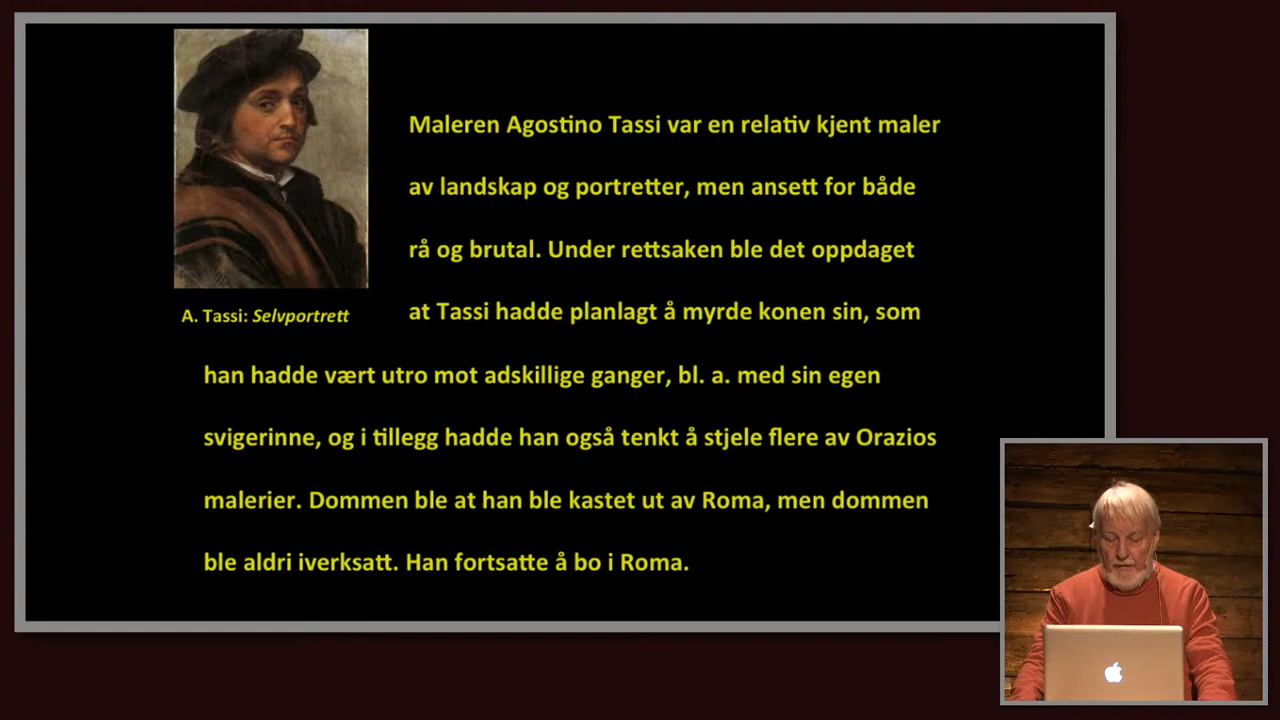 Maleren Agostino Tassi var en relativ kjent maler
av landskap og portretter, men ansett for både
rå og brutal. Under rettsaken ble det oppdaget
at Tassi hadde planlagt å myrde konen sin, som
A. Tassi: Selvportrett
han hadde vært utro mot adskillige ganger, bl. a. med sin egen
svigerinne, og i tillegg hadde han også tenkt å stjele flere av Orazios
malerier. Dommen ble at han ble kastet ut av Roma, men dommen
ble aldri iverksatt. Han fortsatte å bo i Roma.